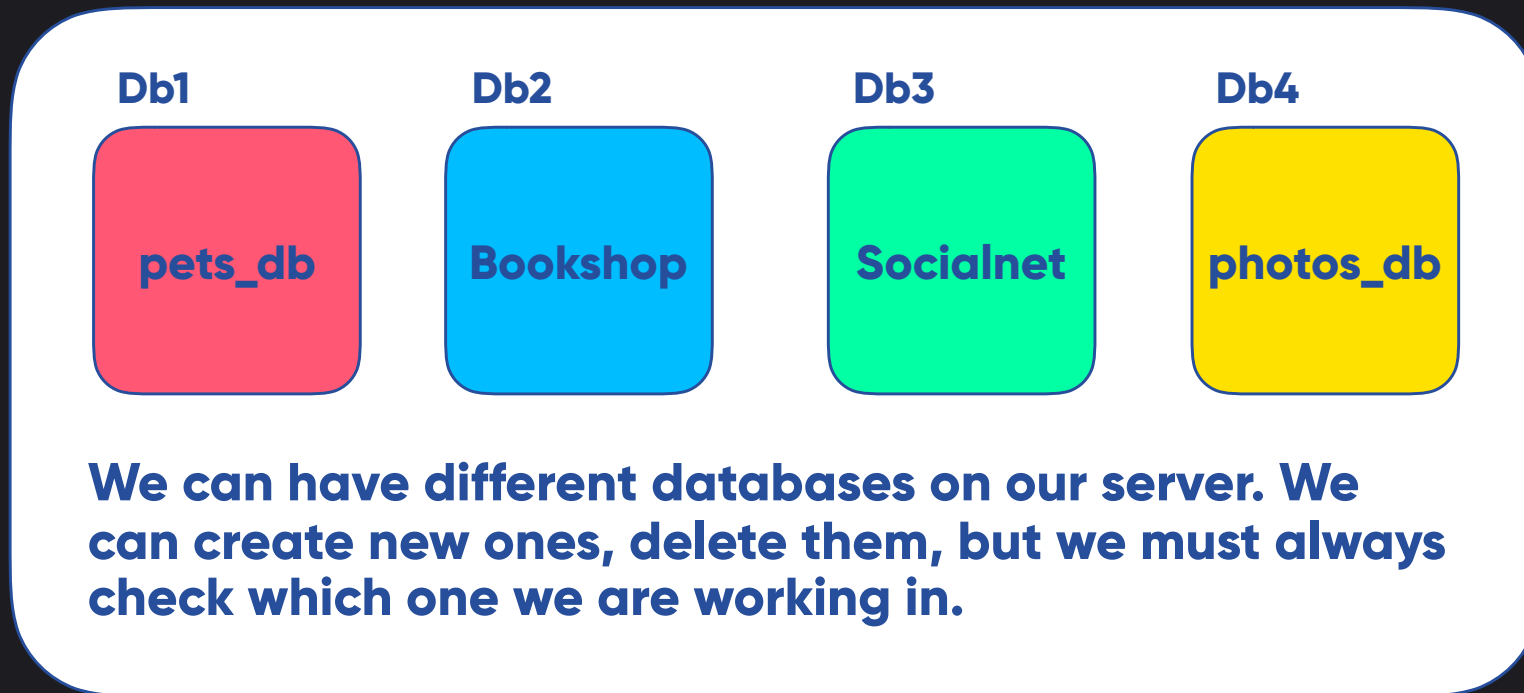 Db1 Db2 Db3 Db4
pets_db Bookshop Socialnet photos_db
We can have different databases on our server. We
can create new ones, delete them, but we must always
check which one we are working in.